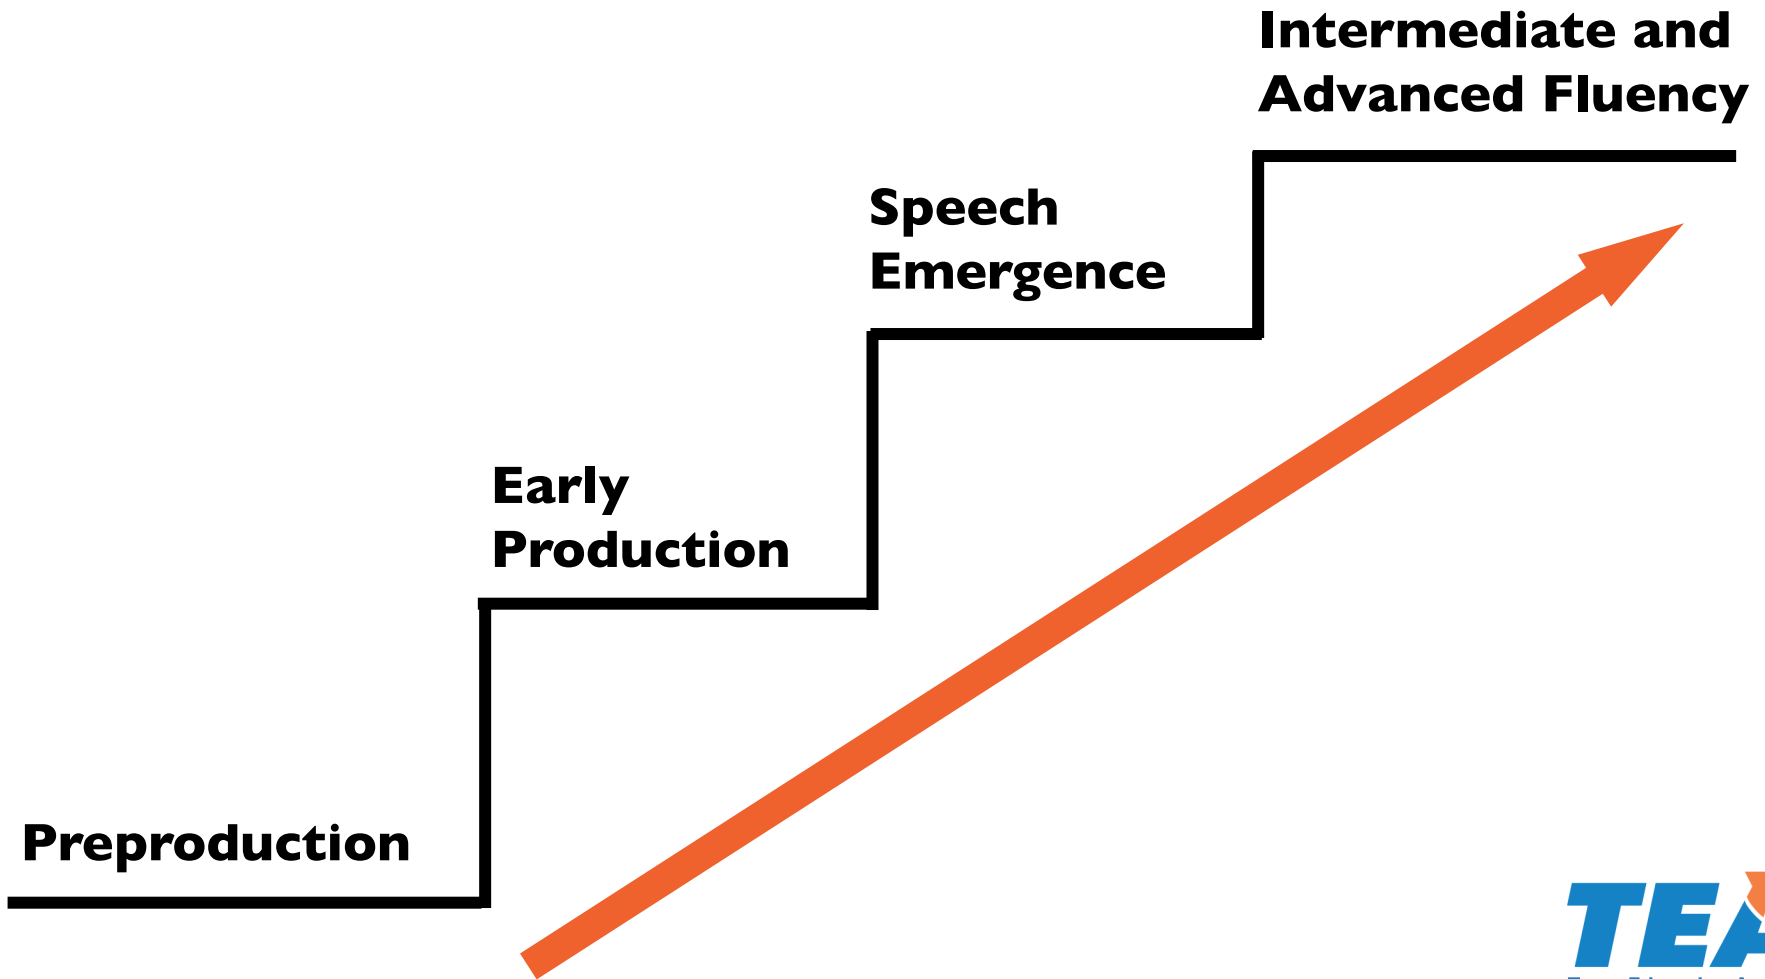 Intermediate and
Advanced Fluency
Speech
Emergence
Early
Production
Preproduction
TEA